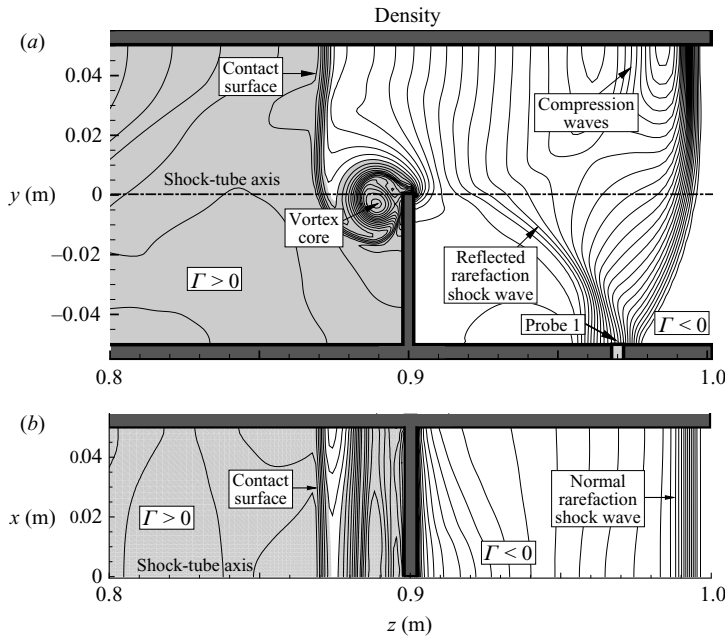 Density
(a)
0.04
Contact
surface
Compression
waves
0.02
Shock-tube axis
y (m)
0
Vortex
core
−0.02
Reflected
rarefaction
shock wave
Γ > 0
−0.04
Probe 1
Γ < 0
0.8
0.9
1.0
(b)
0.04
Contact
surface
Normal
rarefaction
shock wave
Γ > 0
x (m)
0.02
Γ < 0
Shock-tube axis
0
0.8
0.9
1.0
z (m)